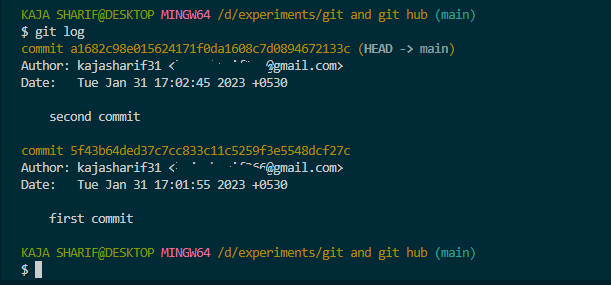 KAJA SHARIF@DESKTOP MINGW64 /d/experiments/git and git hub (main)
$ git log
commit a1682c98e015624171f0da1608c7d0894672133c (HEAD -> main)
Author: kajasharif31 < @gmail.com>
Date:   Tue Jan 31 17:02:45 2023 +0530
second commit
commit 5f43b64ded37c7cc833c11c5259f3e5548dcf27c
Author: kajasharif31 < @gmail.com>
Date:   Tue Jan 31 17:01:55 2023 +0530
first commit
KAJA SHARIF@DESKTOP MINGW64 /d/experiments/git and git hub (main)
$